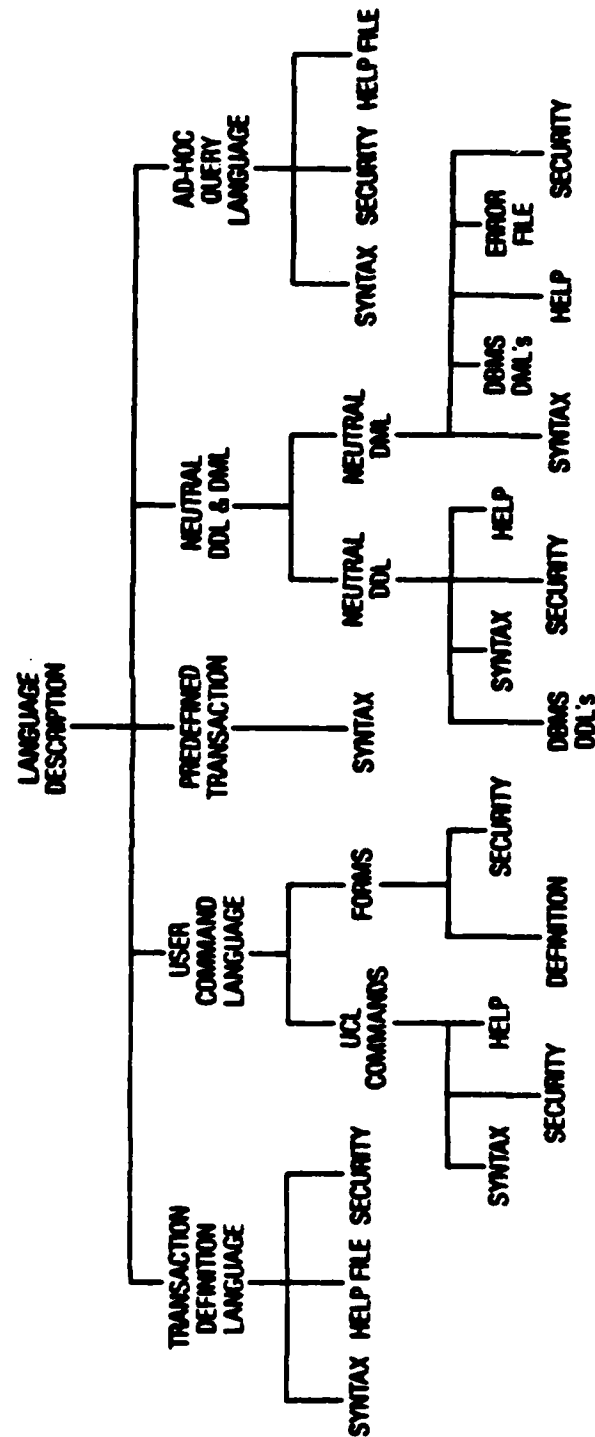 LANGUAGE
DESCRIPTION
TRANSACTION
DEFINITION
LANGUAGE
USER
COMMAND
LANGUAGE
PREDEFINED
TRANSACTION
NEUTRAL
DDL & DML
AD-HOC
QUERY
LANGUAGE
SYNTAX HELP FILE SECURITY
UCL
COMMANDS
FORMS
SYNTAX
NEUTRAL
DDL
NEUTRAL
DML
SYNTAX SECURITY HELP FILE
SYNTAX
SECURITY
HELP
DEFINITION
SECURITY
DBMS
DDL's
SYNTAX
SECURITY
HELP
SYNTAX
DBMS
DML's
HELP
ERROR
FILE
SECURITY